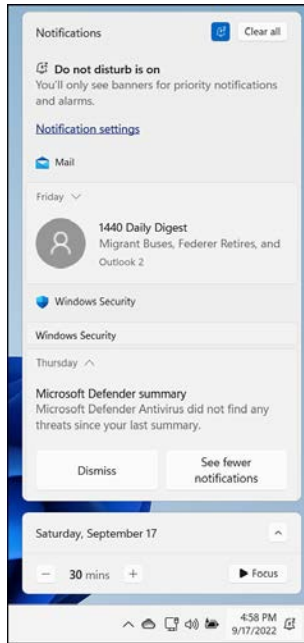 Notifications
Clear all
Do not disturb is on
You'll only see banners for priority notifications
and alarms.
Notification settings
Mail
Friday
1440 Daily Digest
Migrant Buses, Federer Retires, and
Outlook 2
Windows Security
Windows Security
Thursday
Microsoft Defender summary
Microsoft Defender Antivirus did not find any
threats since your last summary.
Dismiss
See fewer
notifications
Saturday, September 17
30 mins
Focus
4:58 PM
9/17/2022